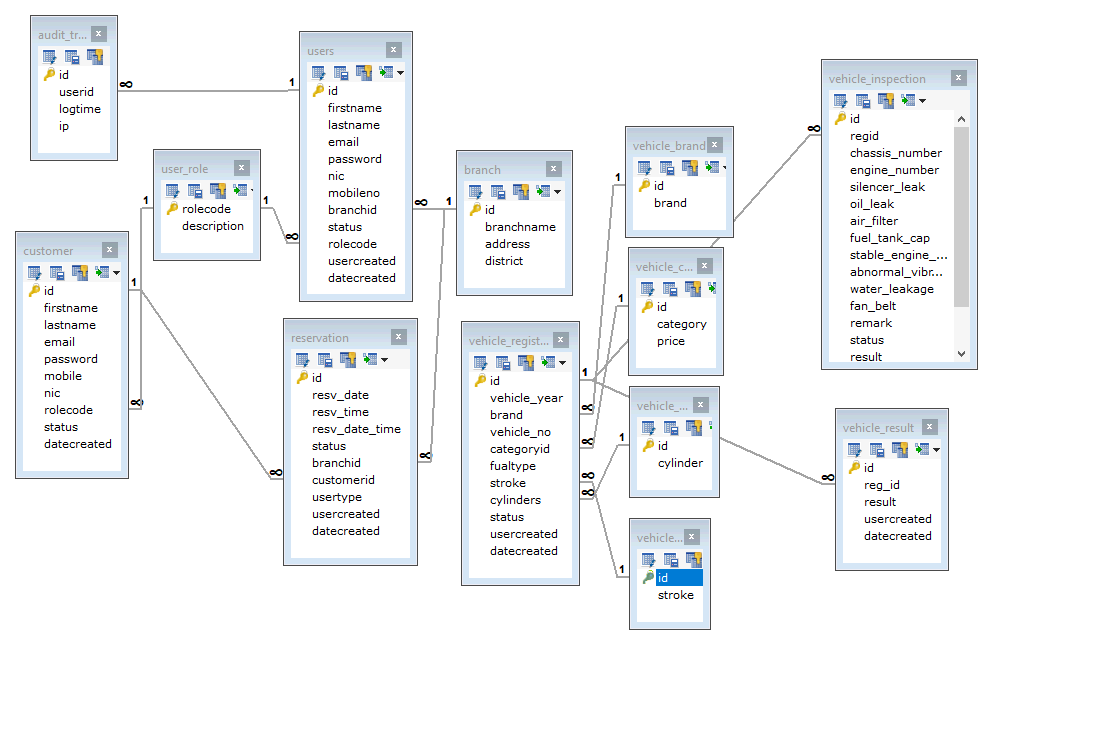 audit_tr...
id
userid
logtime
ip
users
id
firstname
lastname
email
password
nic
mobileno
branchid
status
rolecode
usercreated
datecreated
user_role
rolecode
description
branch
id
branchname
address
district
customer
id
firstname
lastname
email
password
mobile
nic
rolecode
status
datecreated
reservation
id
resv_date
resv_time
resv_date_time
status
branchid
customerid
usertype
usercreated
datecreated
vehicle_regist...
id
vehicle_year
brand
vehicle_no
categoryid
fualtype
stroke
cylinders
status
usercreated
datecreated
vehicle_brand
id
brand
vehicle_c...
id
category
price
vehicle_...
id
cylinder
vehicle...
id
stroke
vehicle_inspection
id
regid
chassis_number
engine_number
silencer_leak
oil_leak
air_filter
fuel_tank_cap
stable_engine_...
abnormal_vibr...
water_leakage
fan_belt
remark
status
result
vehicle_result
id
reg_id
result
usercreated
datecreated
1
1
1
1
1
1
1
1
1
1